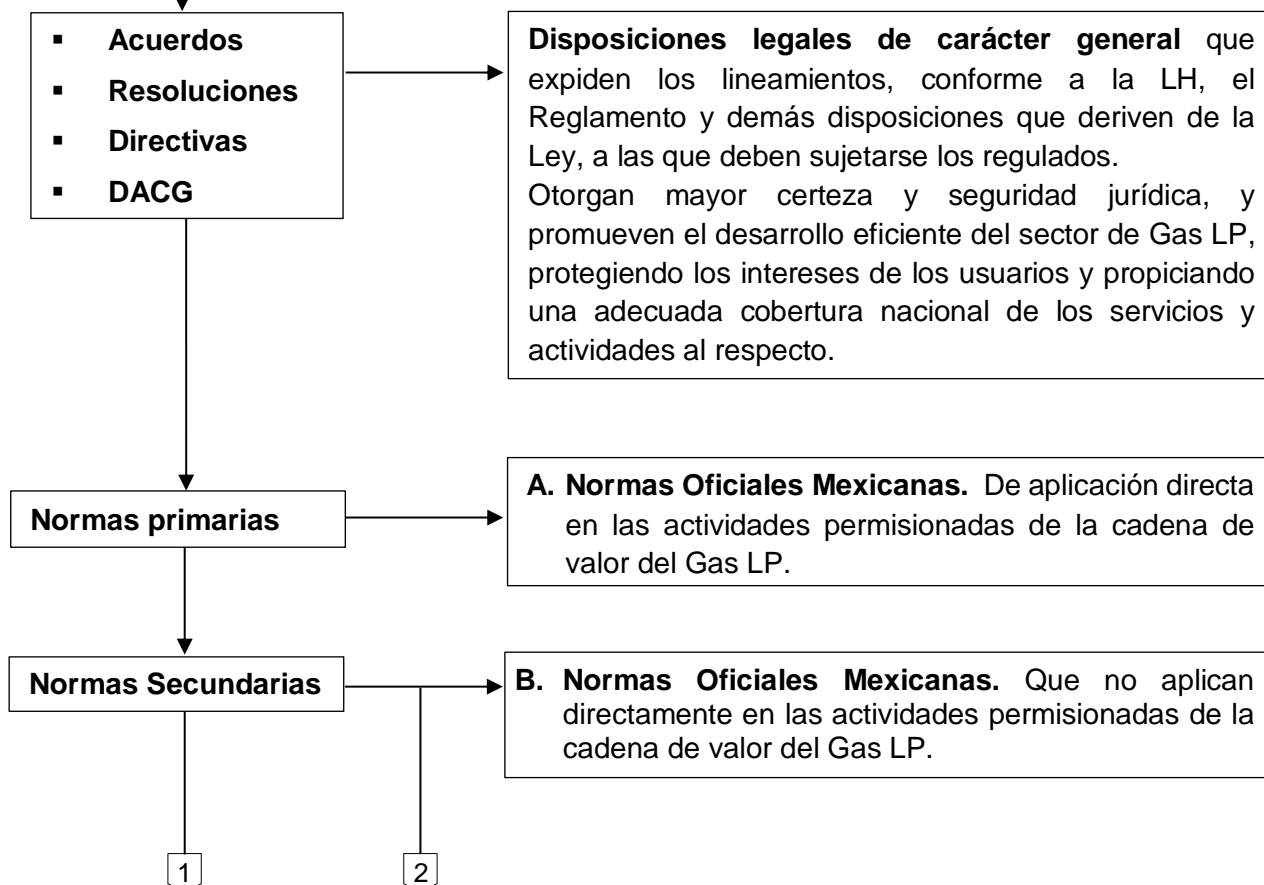 ▪ Acuerdos
▪ Resoluciones
▪ Directivas
▪ DACG
Disposiciones legales de carácter general que
expiden los lineamientos, conforme a la LH, el
Reglamento y demás disposiciones que deriven de la
Ley, a las que deben sujetarse los regulados.
Otorgan mayor certeza y seguridad jurídica, y
promueven el desarrollo eficiente del sector de Gas LP,
protegiendo los intereses de los usuarios y propiciando
una adecuada cobertura nacional de los servicios y
actividades al respecto.
Normas primarias
A. Normas Oficiales Mexicanas. De aplicación directa
en las actividades permisionadas de la cadena de
valor del Gas LP.
Normas Secundarias
B. Normas Oficiales Mexicanas. Que no aplican
directamente en las actividades permisionadas de la
cadena de valor del Gas LP.
1
2